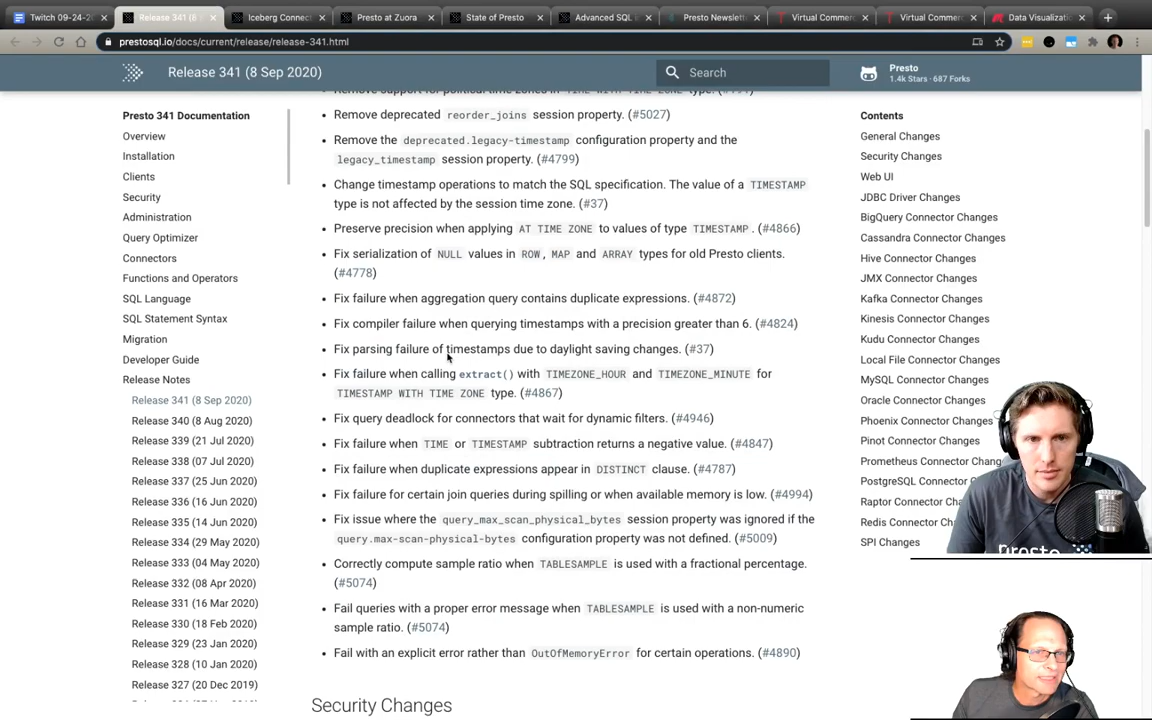 Twitch 09-24-20
Release 341 (8 Sep
Iceberg Connect
Presto at Zuora
State of Presto
Advanced SQL i
Presto Newslett
Virtual Commer
Virtual Commer
Data Visualizatio
prestosql.io/docs/current/release/release-341.html
Release 341 (8 Sep 2020)
Search
Presto
1.4k Stars · 687 Forks
Presto 341 Documentation
Overview
Installation
Clients
Security
Administration
Query Optimizer
Connectors
Functions and Operators
SQL Language
SQL Statement Syntax
Migration
Developer Guide
Release Notes
Release 341 (8 Sep 2020)
Release 340 (8 Aug 2020)
Release 339 (21 Jul 2020)
Release 338 (07 Jul 2020)
Release 337 (25 Jun 2020)
Release 336 (16 Jun 2020)
Release 335 (14 Jun 2020)
Release 334 (29 May 2020)
Release 333 (04 May 2020)
Release 332 (08 Apr 2020)
Release 331 (16 Mar 2020)
Release 330 (18 Feb 2020)
Release 329 (23 Jan 2020)
Release 328 (10 Jan 2020)
Release 327 (20 Dec 2019)
Remove support for political time zones in TIME WITH TIME ZONE type.
Remove deprecated reorder_joins session property. (#5027)
Remove the deprecated.legacy-timestamp configuration property and the
legacy_timestamp session property. (#4799)
Change timestamp operations to match the SQL specification. The value of a TIMESTAMP
type is not affected by the session time zone. (#37)
Preserve precision when applying AT TIME ZONE to values of type TIMESTAMP. (#4866)
Fix serialization of NULL values in ROW, MAP and ARRAY types for old Presto clients.
(#4778)
Fix failure when aggregation query contains duplicate expressions. (#4872)
Fix compiler failure when querying timestamps with a precision greater than 6. (#4824)
Fix parsing failure of timestamps due to daylight saving changes. (#37)
Fix failure when calling extract() with TIMEZONE_HOUR and TIMEZONE_MINUTE for
TIMESTAMP WITH TIME ZONE type. (#4867)
Fix query deadlock for connectors that wait for dynamic filters. (#4946)
Fix failure when TIME or TIMESTAMP subtraction returns a negative value. (#4847)
Fix failure when duplicate expressions appear in DISTINCT clause. (#4787)
Fix failure for certain join queries during spilling or when available memory is low. (#4994)
Fix issue where the query_max_scan_physical_bytes session property was ignored if the
query.max-scan-physical-bytes configuration property was not defined. (#5009)
Correctly compute sample ratio when TABLESAMPLE is used with a fractional percentage.
(#5074)
Fail queries with a proper error message when TABLESAMPLE is used with a non-numeric
sample ratio. (#5074)
Fail with an explicit error rather than OutOfMemoryError for certain operations. (#4890)
Security Changes
Contents
General Changes
Security Changes
Web UI
JDBC Driver Changes
BigQuery Connector Changes
Cassandra Connector Changes
Hive Connector Changes
JMX Connector Changes
Kafka Connector Changes
Kudu Connector Changes
Local File Connector Changes
MySQL Connector Changes
Oracle Connector Changes
Phoenix Connector Changes
Pinot Connector Changes
Prometheus Connector Chang
PostgreSQL Connector Chan
Raptor Connector Chan
Redis Connector Ch
SPI Changes
presto